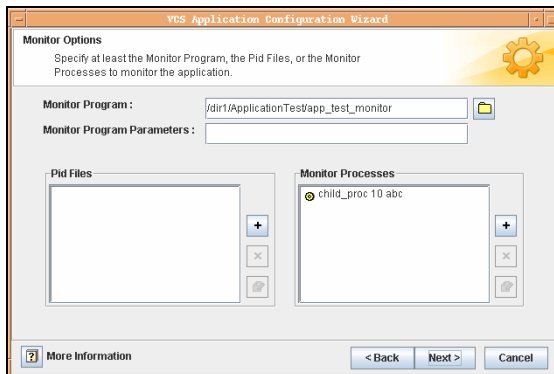 VCS Application Configuration Wizard
Monitor Options
Specify at least the Monitor Program, the Pid Files, or the Monitor
Processes to monitor the application.
Monitor Program :
/dir1/ApplicationTest/app_test_monitor
Monitor Program Parameters :
Pid Files
Monitor Processes
child_proc 10 abc
+
+
×
×
? More Information
< Back
Next >
Cancel